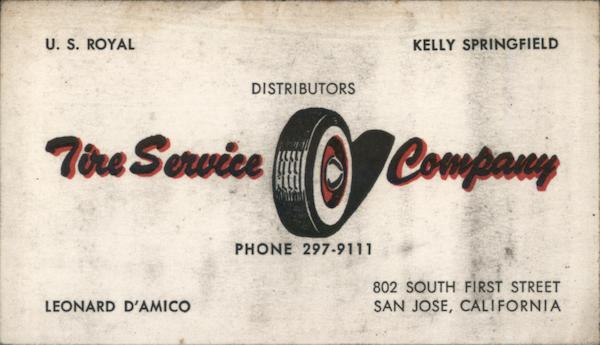 U. S. ROYAL
KELLY SPRINGFIELD
DISTRIBUTORS
Tire Service Company
PHONE 297-9111
LEONARD D'AMICO
802 SOUTH FIRST STREET
SAN JOSE, CALIFORNIA